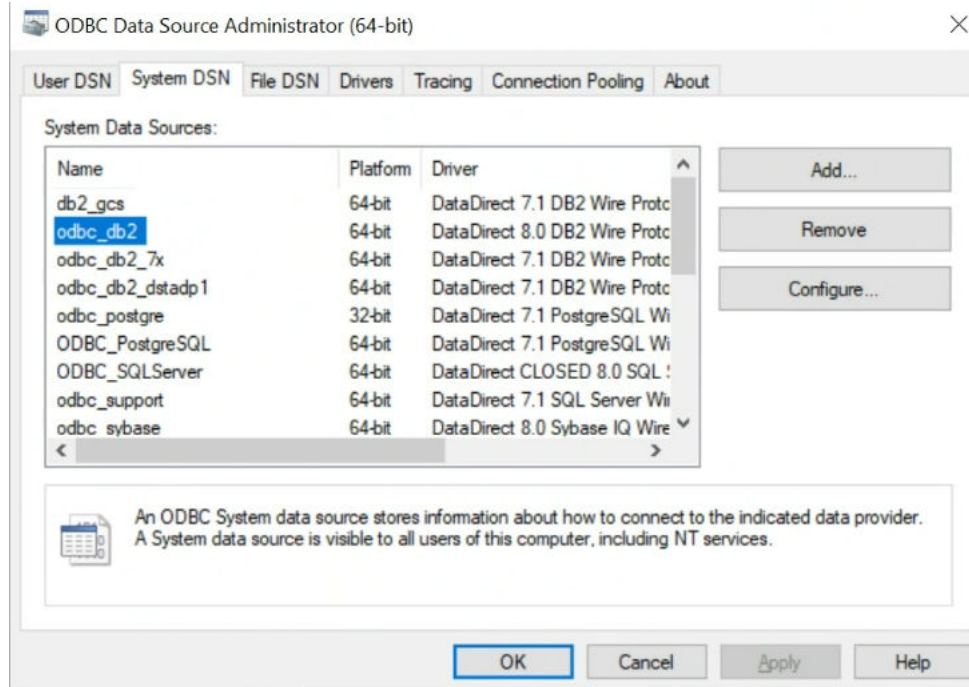 ODBC Data Source Administrator (64-bit)
User DSN System DSN File DSN Drivers Tracing Connection Pooling About
System Data Sources:
Name Platform Driver
db2_gcs 64-bit DataDirect 7.1 DB2 Wire Protc
odbc_db2 64-bit DataDirect 8.0 DB2 Wire Protc
odbc_db2_7x 64-bit DataDirect 7.1 DB2 Wire Protc
odbc_db2_dstadp1 64-bit DataDirect 7.1 DB2 Wire Protc
odbc_postgre 32-bit DataDirect 7.1 PostgreSQL Wi
ODBC_PostgreSQL 64-bit DataDirect 7.1 PostgreSQL Wi
ODBC_SQLServer 64-bit DataDirect CLOSED 8.0 SQL
odbc_support 64-bit DataDirect 7.1 SQL Server Wi
odbc_sybase 64-bit DataDirect 8.0 Sybase IQ Wire
Add...
Remove
Configure...
An ODBC System data source stores information about how to connect to the indicated data provider.
A System data source is visible to all users of this computer, including NT services.
OK Cancel Apply Help